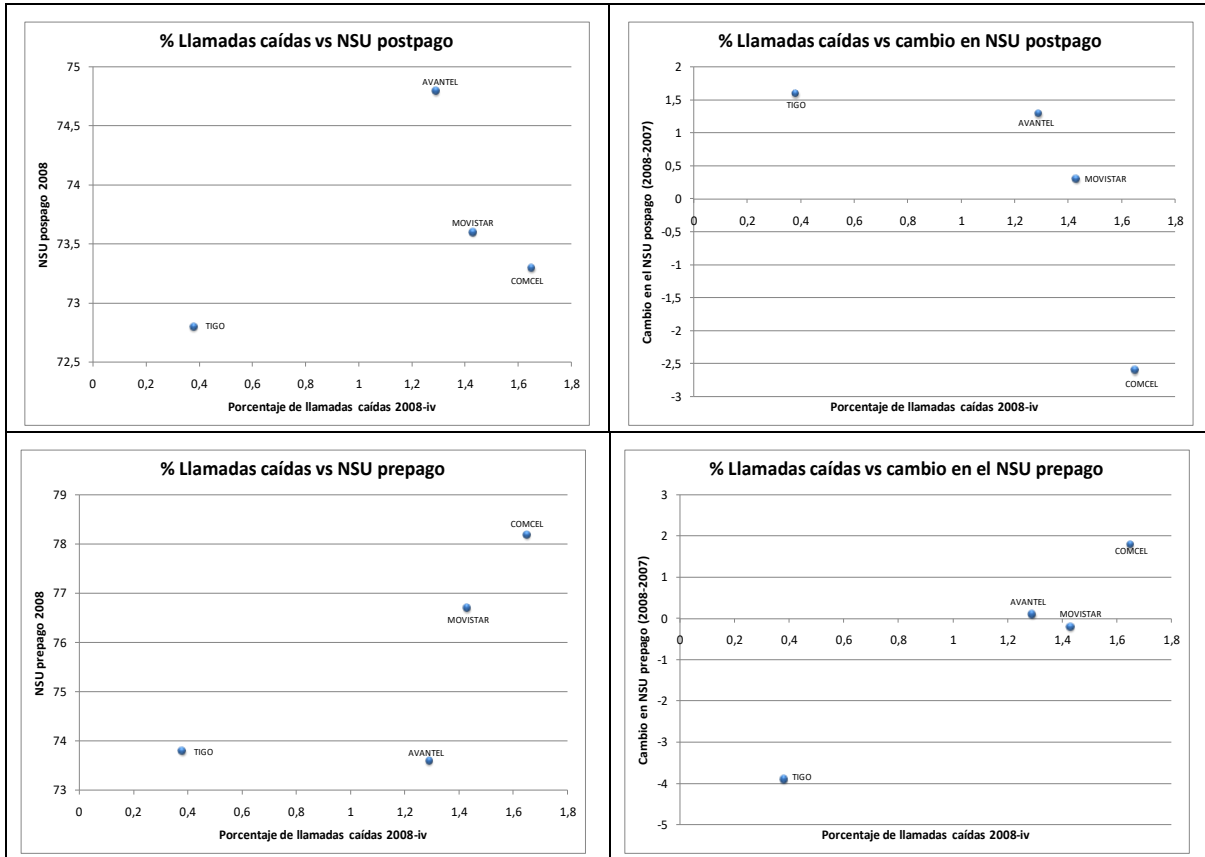 % Llamadas caídas vs NSU postpago
75
74,5
74
73,5
73
72,5
NSU pospago 2008
AVANTEL
MOVISTAR
COMCEL
TIGO
0 0,2 0,4 0,6 0,8 1 1,2 1,4 1,6 1,8
Porcentaje de llamadas caídas 2008-iv
% Llamadas caídas vs cambio en NSU postpago
2
1,5
1
0,5
0
-0,5
-1
-1,5
-2
-2,5
-3
Cambio en el NSU pospago (2008-2007)
TIGO
AVANTEL
MOVISTAR
COMCEL
0 0,2 0,4 0,6 0,8 1 1,2 1,4 1,6 1,8
Porcentaje de llamadas caídas 2008-iv
% Llamadas caídas vs NSU prepago
79
78
77
76
75
74
73
NSU prepago 2008
COMCEL
MOVISTAR
TIGO
AVANTEL
0 0,2 0,4 0,6 0,8 1 1,2 1,4 1,6 1,8
Porcentaje de llamadas caídas 2008-iv
% Llamadas caídas vs cambio en el NSU prepago
3
2
1
0
-1
-2
-3
-4
-5
Cambio en NSU prepago (2008-2007)
COMCEL
AVANTEL
MOVISTAR
TIGO
0 0,2 0,4 0,6 0,8 1 1,2 1,4 1,6 1,8
Porcentaje de llamadas caídas 2008-iv